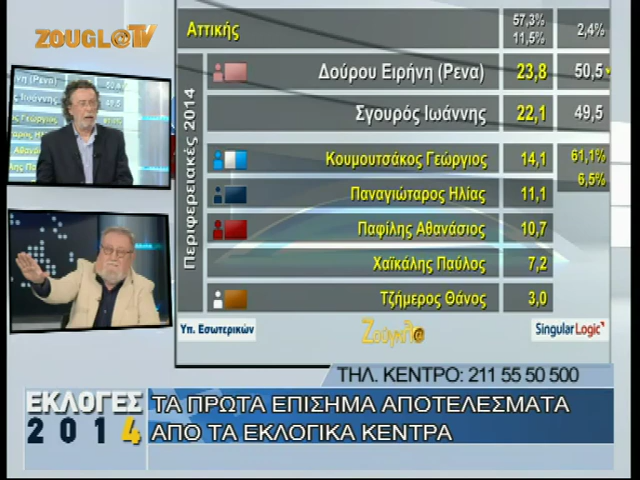 ZOUGL@TV
Αττικής 57,3% 11,5% 2,4%
Περιφερειακές 2014
Δούρου Ειρήνη (Ρενα) 23,8 50,5
Σγουρός Ιωάννης 22,1 49,5
Κουμουτσάκος Γεώργιος 14,1 61,1%
6,5%
Παναγιώταρος Ηλίας 11,1
Παφίλης Αθανάσιος 10,7
Χαϊκάλης Παύλος 7,2
Τζήμερος Θάνος 3,0
Υπ. Εσωτερικών Ζούγκλ@ SingularLogic
ΤΗΛ. ΚΕΝΤΡΟ: 211 55 50 500
ΕΚΛΟΓΕΣ
2014
ΤΑ ΠΡΩΤΑ ΕΠΙΣΗΜΑ ΑΠΟΤΕΛΕΣΜΑΤΑ
ΑΠΟ ΤΑ ΕΚΛΟΓΙΚΑ ΚΕΝΤΡΑ